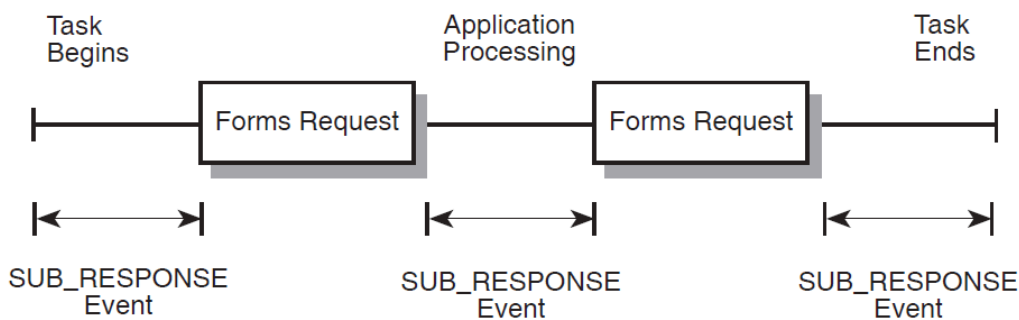 Task
Begins
Application
Processing
Task
Ends
Forms Request
Forms Request
SUB_RESPONSE
Event
SUB_RESPONSE
Event
SUB_RESPONSE
Event